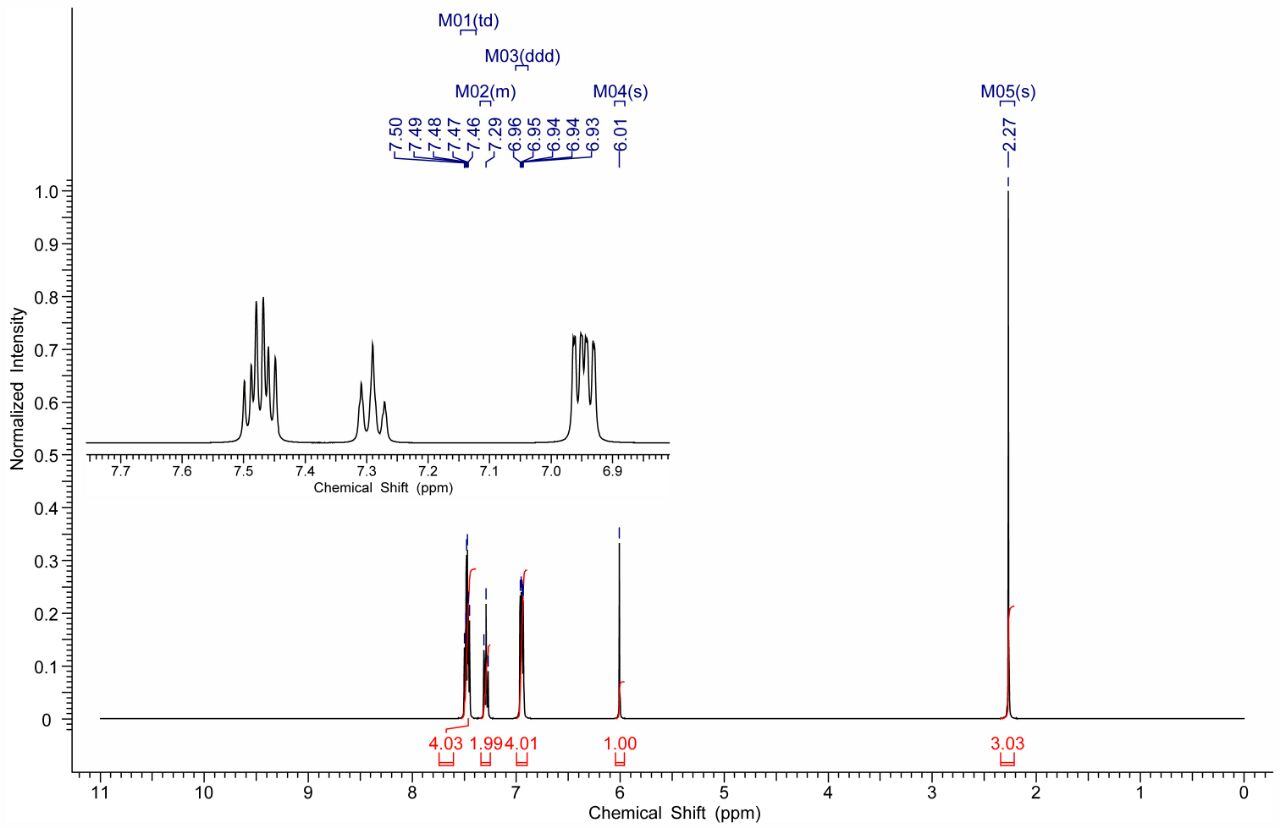 M01(td)
M03(ddd)
M02(m)
M04(s)
M05(s)
7.50
7.49
7.48
7.47
7.46
7.29
6.96
6.95
6.94
6.94
6.93
6.01
2.27
Normalized Intensity
1.0
0.9
0.8
0.7
0.6
0.5
0.4
0.3
0.2
0.1
0
7.7 7.6 7.5 7.4 7.3 7.2 7.1 7.0 6.9
Chemical Shift (ppm)
4.03 1.99 4.01 1.00 3.03
11 10 9 8 7 6 5 4 3 2 1 0
Chemical Shift (ppm)